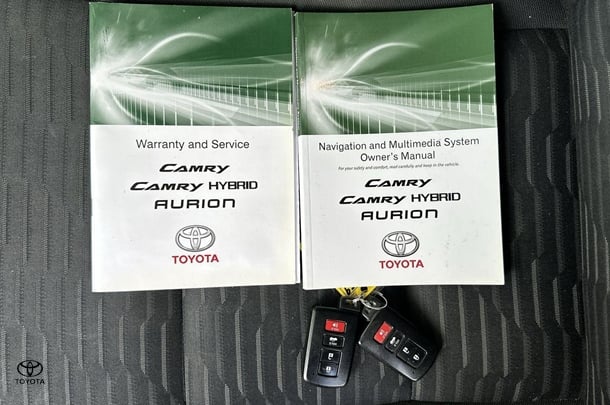 Warranty and Service
CAMRY
CAMRY HYBRID
AURION
TOYOTA
Navigation and Multimedia System
Owner's Manual
For your safety and comfort, read carefully and keep in the vehicle.
CAMRY
CAMRY HYBRID
AURION
TOYOTA
TOYOTA